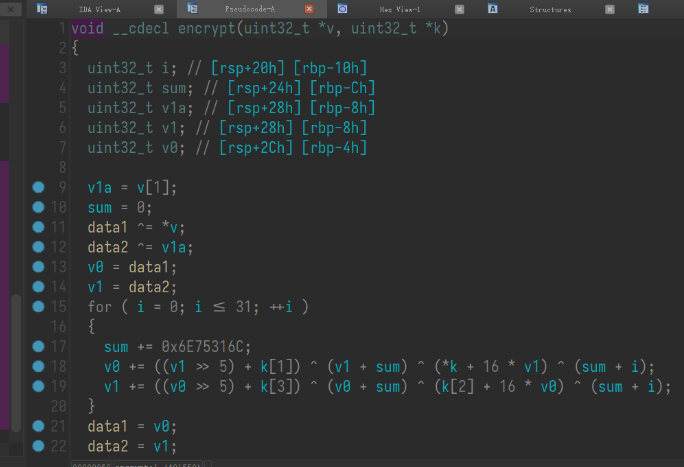 IDA View-A Pseudocode-A Hex View-1 Structures
1 void __cdecl encrypt(uint32_t *v, uint32_t *k)
2 {
3 uint32_t i; // [rsp+20h] [rbp-10h]
4 uint32_t sum; // [rsp+24h] [rbp-Ch]
5 uint32_t v1a; // [rsp+28h] [rbp-8h]
6 uint32_t v1; // [rsp+28h] [rbp-8h]
7 uint32_t v0; // [rsp+2Ch] [rbp-4h]
8
9 v1a = v[1];
10 sum = 0;
11 data1 ^= *v;
12 data2 ^= v1a;
13 v0 = data1;
14 v1 = data2;
15 for ( i = 0; i ≤ 31; ++i )
16 {
17 sum += 0x6E75316C;
18 v0 += ((v1 >> 5) + k[1]) ^ (v1 + sum) ^ (*k + 16 * v1) ^ (sum + i);
19 v1 += ((v0 >> 5) + k[3]) ^ (v0 + sum) ^ (k[2] + 16 * v0) ^ (sum + i);
20 }
21 data1 = v0;
22 data2 = v1;